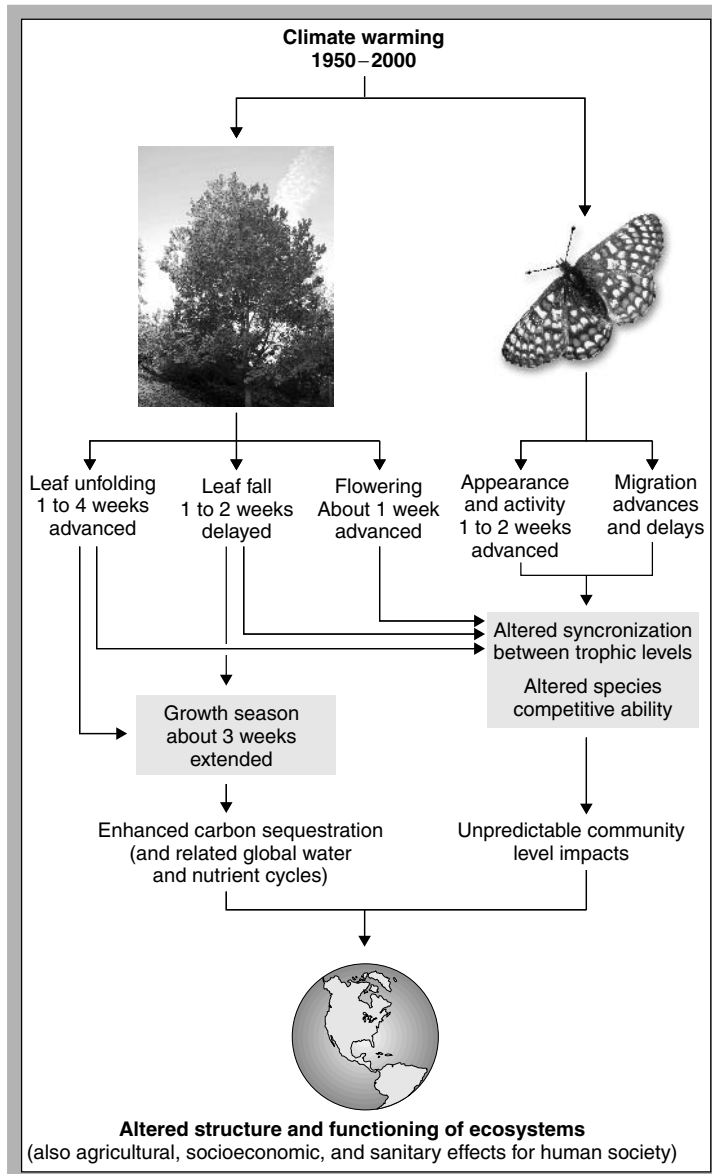 Climate warming
1950–2000
Leaf unfolding
1 to 4 weeks
advanced
Leaf fall
1 to 2 weeks
delayed
Flowering
About 1 week
advanced
Appearance
and activity
1 to 2 weeks
advanced
Migration
advances
and delays
Altered syncronization
between trophic levels
Altered species
competitive ability
Growth season
about 3 weeks
extended
Enhanced carbon sequestration
(and related global water
and nutrient cycles)
Unpredictable community
level impacts
Altered structure and functioning of ecosystems
(also agricultural, socioeconomic, and sanitary effects for human society)